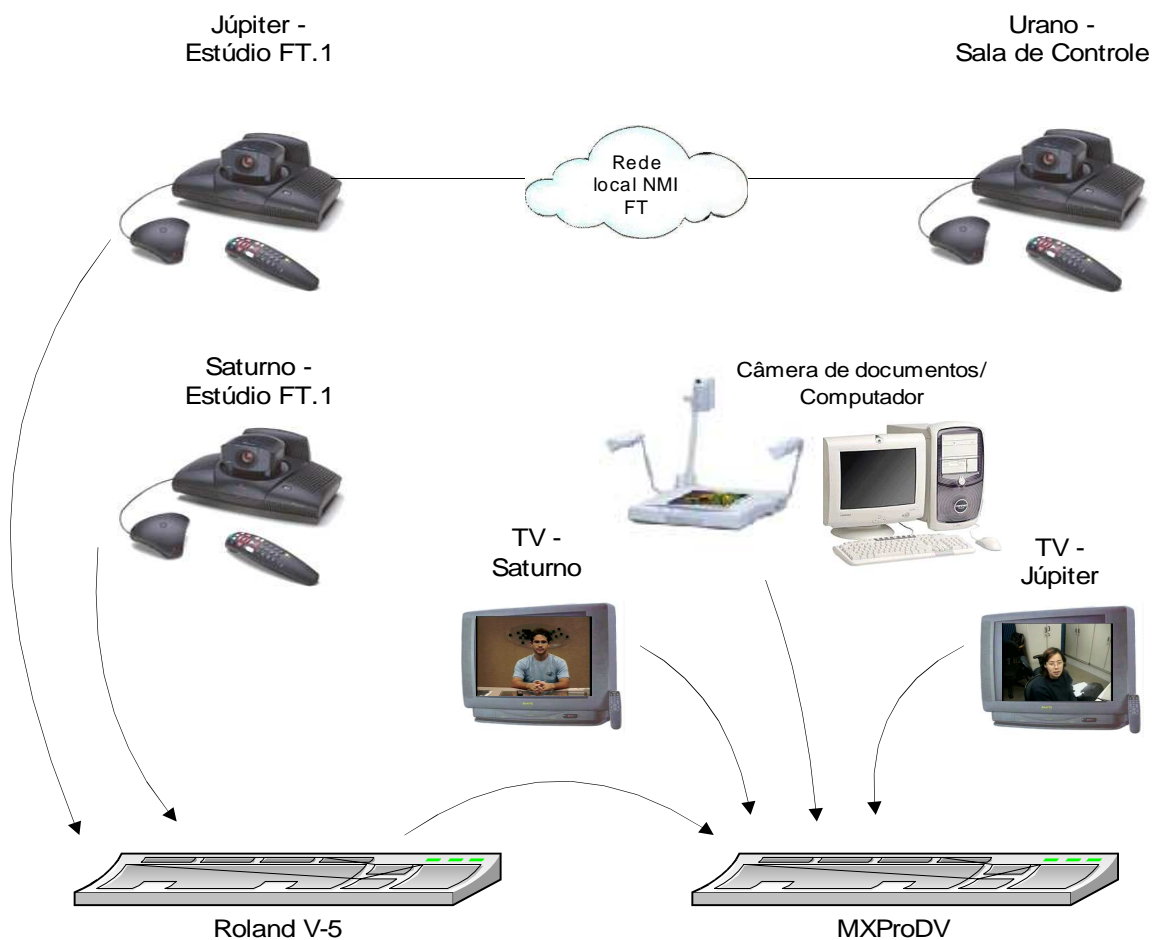 Júpiter -
Estúdio FT.1
Urano -
Sala de Controle
Rede
local NMI
FT
Saturno -
Estúdio FT.1
Câmera de documentos/
Computador
TV -
Saturno
TV -
Júpiter
Roland V-5
MXProDV